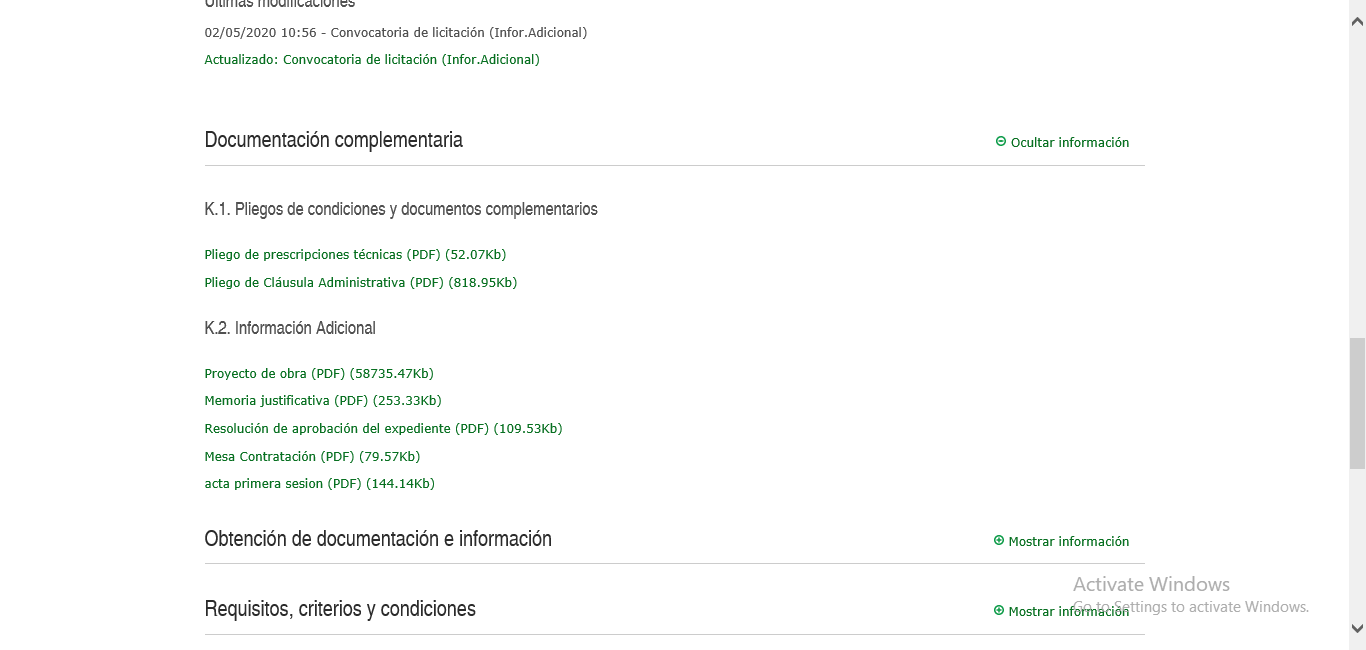 Últimas modificaciones
02/05/2020 10:56 - Convocatoria de licitación (Infor.Adicional)
Actualizado: Convocatoria de licitación (Infor.Adicional)
Documentación complementaria
Ocultar información
K.1. Pliegos de condiciones y documentos complementarios
Pliego de prescripciones técnicas (PDF) (52.07Kb)
Pliego de Cláusula Administrativa (PDF) (818.95Kb)
K.2. Información Adicional
Proyecto de obra (PDF) (58735.47Kb)
Memoria justificativa (PDF) (253.33Kb)
Resolución de aprobación del expediente (PDF) (109.53Kb)
Mesa Contratación (PDF) (79.57Kb)
acta primera sesion (PDF) (144.14Kb)
Obtención de documentación e información
Mostrar información
Requisitos, criterios y condiciones
Mostrar información
Activate Windows
Go to Settings to activate Windows.